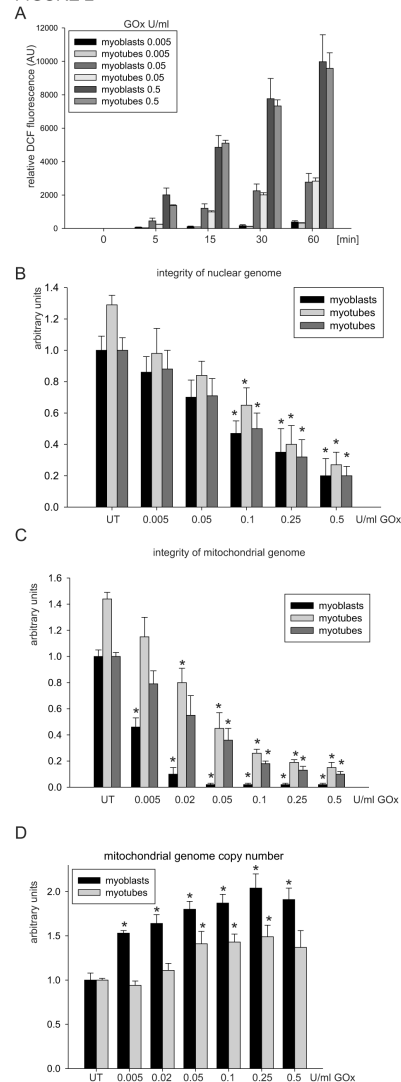 A
GOx U/ml
myoblasts 0.005
myotubes 0.005
myoblasts 0.05
myotubes 0.05
myoblasts 0.5
myotubes 0.5
relative DCF fluorescence (AU)
12000
10000
8000
6000
4000
2000
0
0 5 15 30 60 [min]
B
integrity of nuclear genome
arbitrary units
myoblasts
myotubes
myotubes
1.4
1.2
1.0
0.8
0.6
0.4
0.2
0.0
* * * * * * * * *
UT 0.005 0.05 0.1 0.25 0.5 U/ml GOx
C
integrity of mitochondrial genome
arbitrary units
myoblasts
myotubes
myotubes
1.6
1.4
1.2
1.0
0.8
0.6
0.4
0.2
0.0
* * * * * * * * * * * * * * *
UT 0.005 0.02 0.05 0.1 0.25 0.5 U/ml GOx
D
mitochondrial genome copy number
arbitrary units
myoblasts
myotubes
2.0
1.5
1.0
0.5
0.0
* * * * * * * * *
UT 0.005 0.02 0.05 0.1 0.25 0.5 U/ml GOx